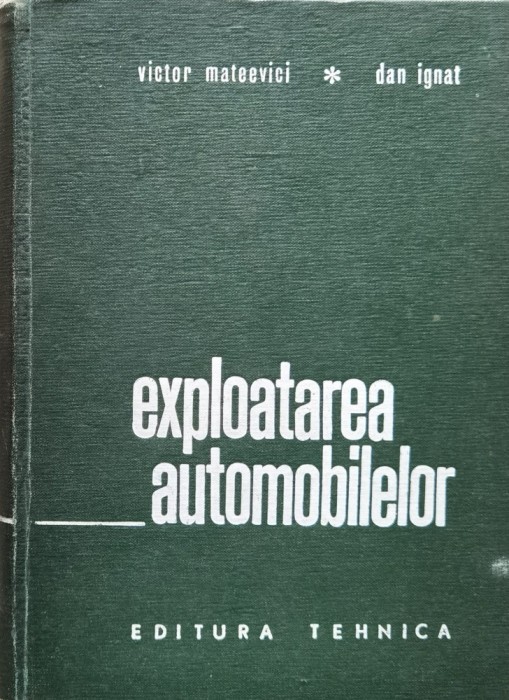 victor mateevici * dan ignat
exploatarea
automobilelor
EDITURA TEHNICA